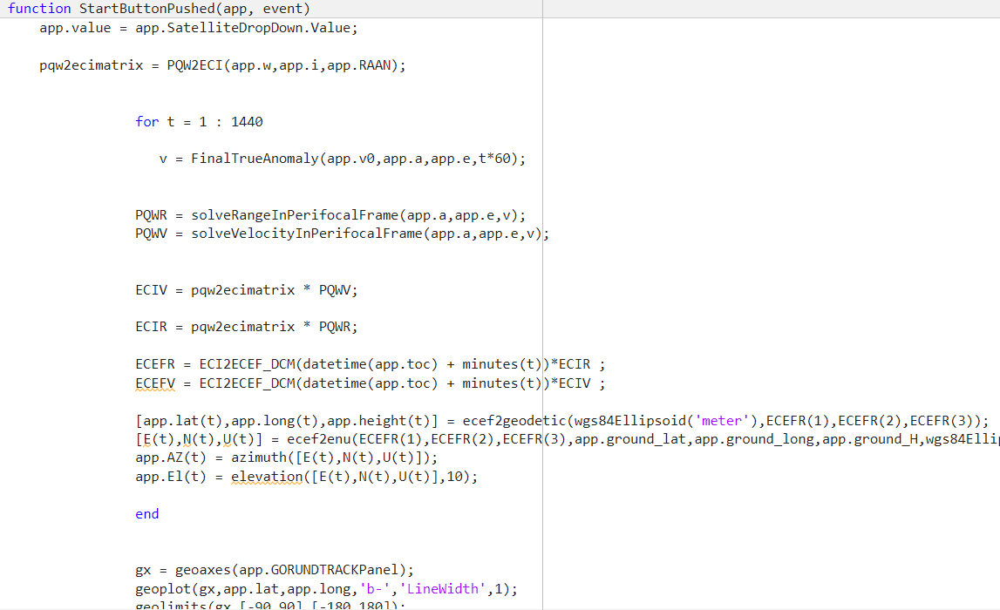 function StartButtonPushed(app, event)
app.value = app.SatelliteDropDown.Value;
pqw2ecimatrix = PQW2ECI(app.w,app.i,app.RAAN);
for t = 1 : 1440
v = FinalTrueAnomaly(app.v0,app.a,app.e,t*60);
PQWR = solveRangeInPerifocalFrame(app.a,app.e,v);
PQWV = solveVelocityInPerifocalFrame(app.a,app.e,v);
ECIV = pqw2ecimatrix * PQWV;
ECIR = pqw2ecimatrix * PQWR;
ECEFR = ECI2ECEF_DCM(datetime(app.toc) + minutes(t))*ECIR ;
ECEFV = ECI2ECEF_DCM(datetime(app.toc) + minutes(t))*ECIV ;
[app.lat(t),app.long(t),app.height(t)] = ecef2geodetic(wgs84Ellipsoid('meter'),ECEFR(1),ECEFR(2),ECEFR(3));
[E(t),N(t),U(t)] = ecef2enu(ECEFR(1),ECEFR(2),ECEFR(3),app.ground_lat,app.ground_long,app.ground_H,wgs84Elli
app.AZ(t) = azimuth([E(t),N(t),U(t)]);
app.El(t) = elevation([E(t),N(t),U(t)],10);
end
gx = geoaxes(app.GORUNDTRACKPanel);
geoplot(gx,app.lat,app.long,'b-','LineWidth',1);
geolimits(gx,[-90 90],[-180 180]);